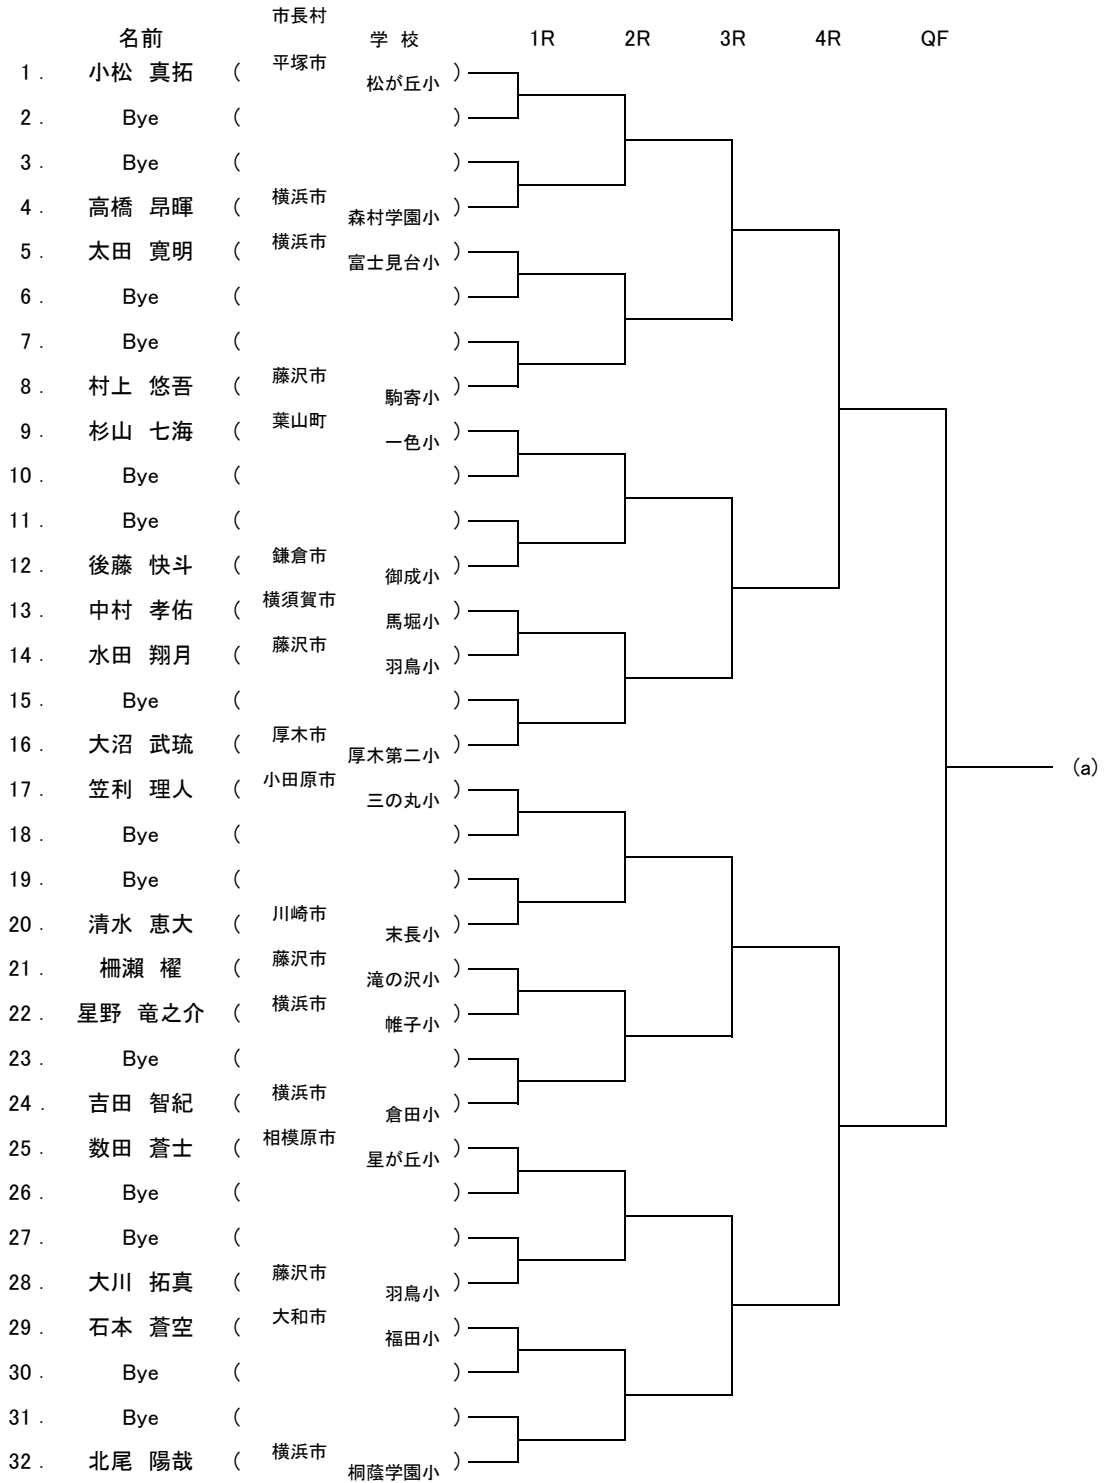 市長村
名前 学 校 1R 2R 3R 4R QF
1 . 小松 真拓 ( 平塚市 松が丘小 )
2 . Bye ( )
3 . Bye ( )
4 . 高橋 昂暉 ( 横浜市 森村学園小 )
5 . 太田 寛明 ( 横浜市 富士見台小 )
6 . Bye ( )
7 . Bye ( )
8 . 村上 悠吾 ( 藤沢市 駒寄小 )
9 . 杉山 七海 ( 葉山町 一色小 )
10 . Bye ( )
11 . Bye ( )
12 . 後藤 快斗 ( 鎌倉市 御成小 )
13 . 中村 孝佑 ( 横須賀市 馬堀小 )
14 . 水田 翔月 ( 藤沢市 羽鳥小 )
15 . Bye ( )
16 . 大沼 武琉 ( 厚木市 厚木第二小 )
17 . 笠利 理人 ( 小田原市 三の丸小 )
18 . Bye ( )
19 . Bye ( )
20 . 清水 恵大 ( 川崎市 末長小 )
21 . 柵瀬 櫂 ( 藤沢市 滝の沢小 )
22 . 星野 竜之介 ( 横浜市 帷子小 )
23 . Bye ( )
24 . 吉田 智紀 ( 横浜市 倉田小 )
25 . 数田 蒼士 ( 相模原市 星が丘小 )
26 . Bye ( )
27 . Bye ( )
28 . 大川 拓真 ( 藤沢市 羽鳥小 )
29 . 石本 蒼空 ( 大和市 福田小 )
30 . Bye ( )
31 . Bye ( )
32 . 北尾 陽哉 ( 横浜市 桐蔭学園小 )
(a)